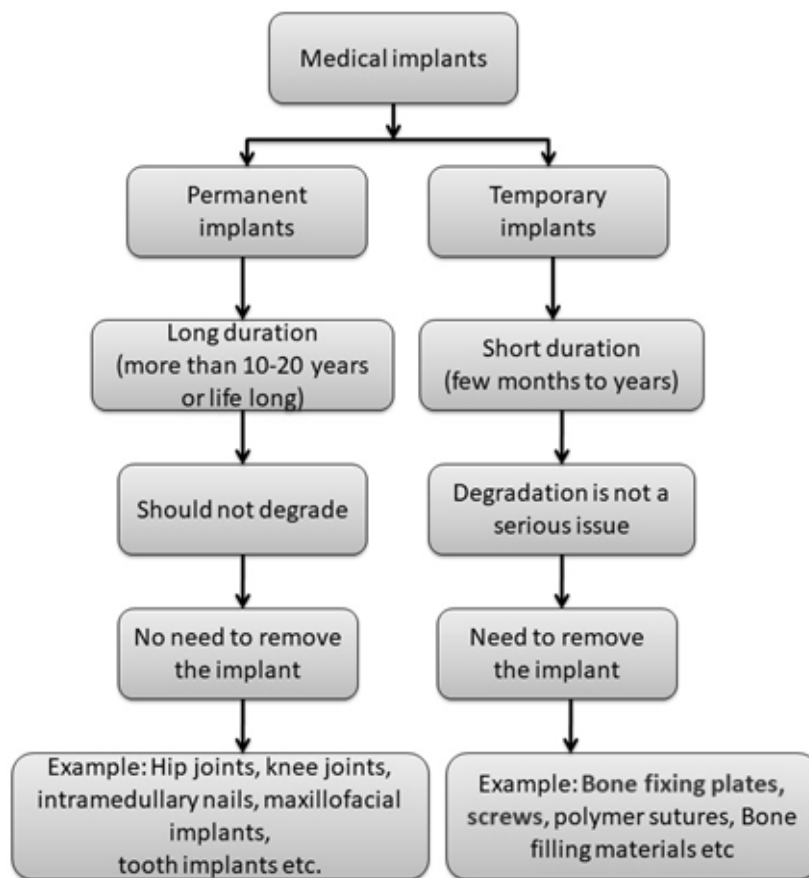 Medical implants
Permanent
implants
Temporary
implants
Long duration
(more than 10-20 years
or life long)
Short duration
(few months to years)
Should not degrade
Degradation is not a
serious issue
No need to remove
the implant
Need to remove
the implant
Example: Hip joints, knee joints,
intramedullary nails, maxillofacial
implants,
tooth implants etc.
Example: Bone fixing plates,
screws, polymer sutures, Bone
filling materials etc